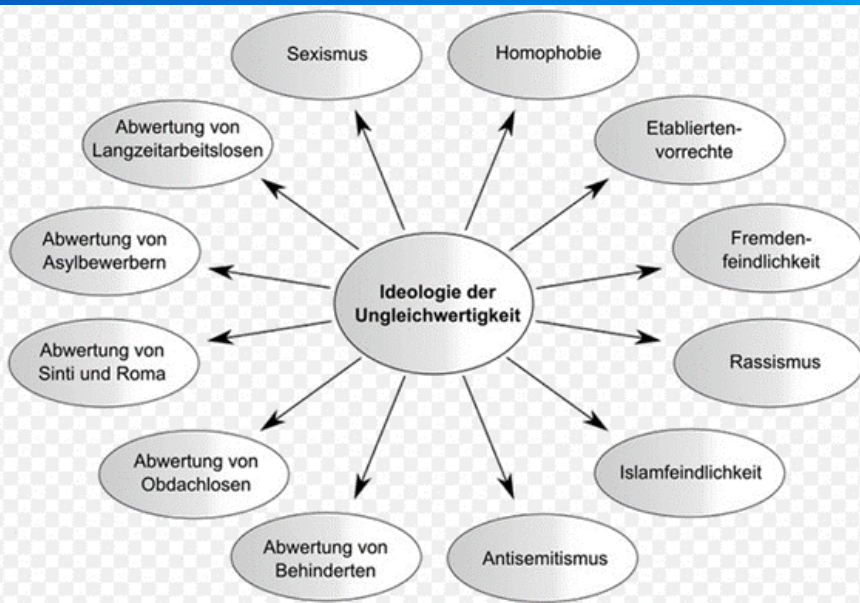 Sexismus
Homophobie
Abwertung von
Langzeitarbeitslosen
Etablierten-
vorrechte
Abwertung von
Asylbewerbern
Fremden-
feindlichkeit
Ideologie der
Ungleichwertigkeit
Abwertung von
Sinti und Roma
Rassismus
Abwertung von
Obdachlosen
Islamfeindlichkeit
Abwertung von
Behinderten
Antisemitismus